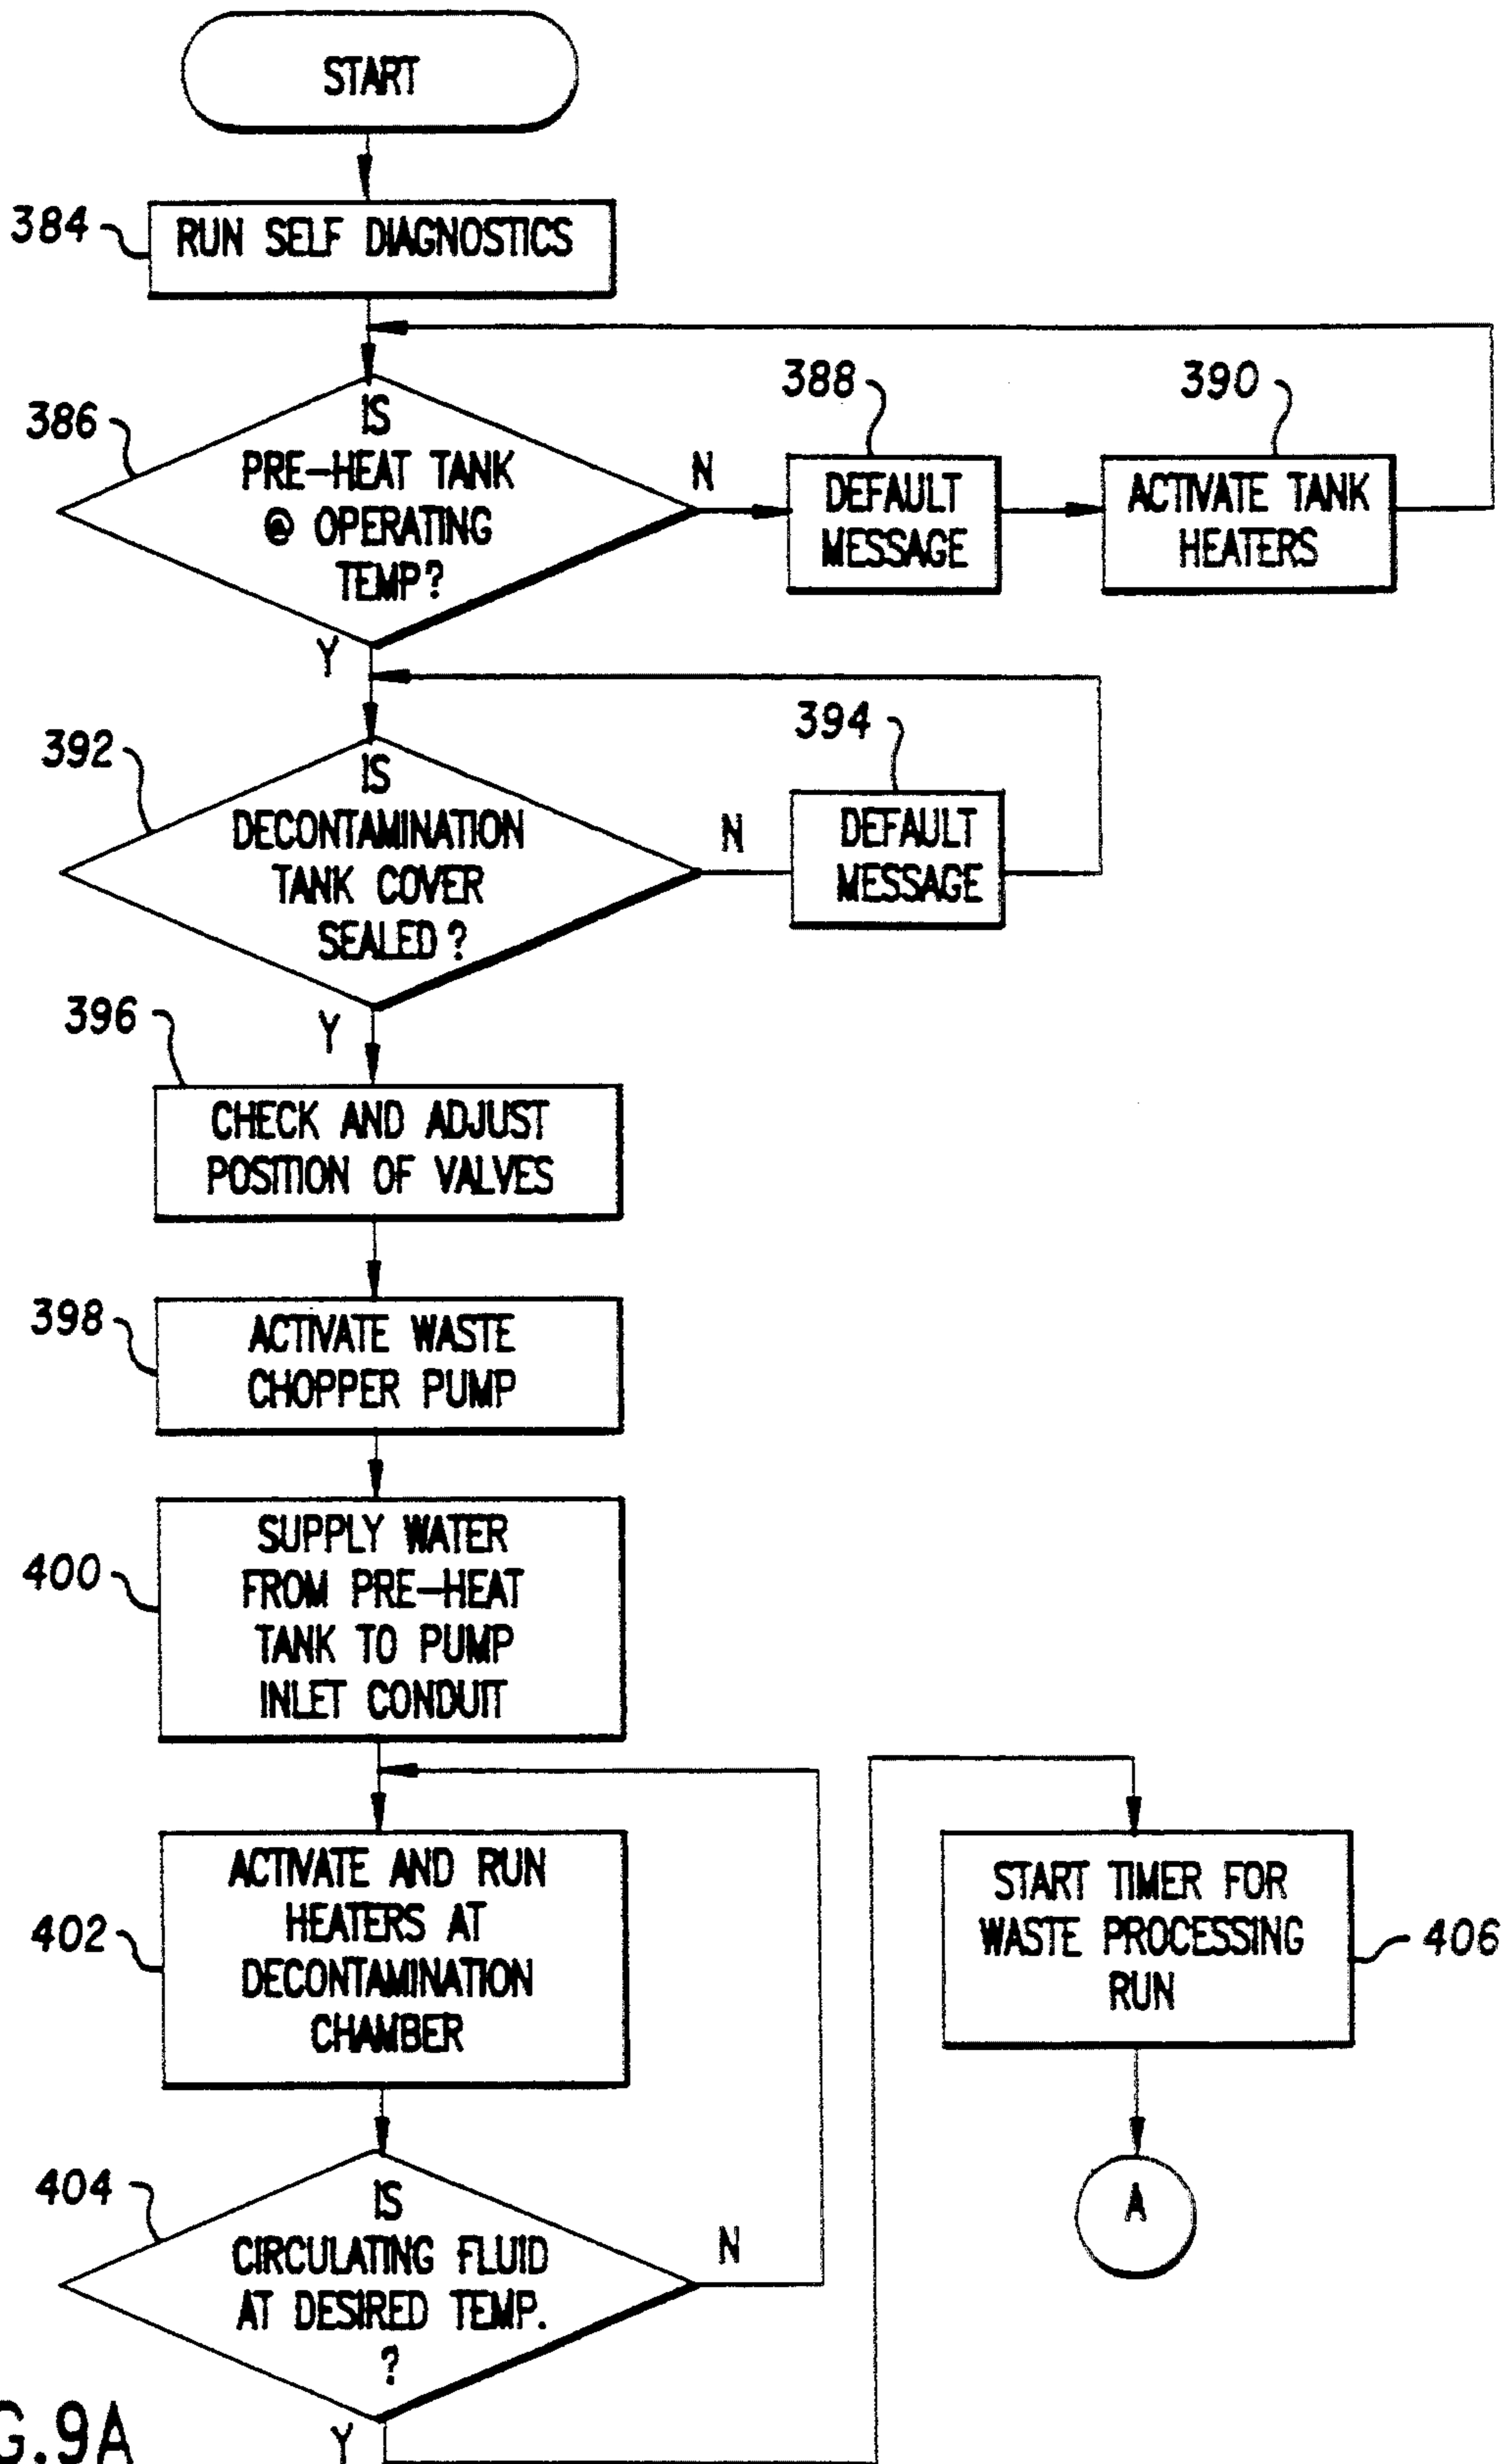 START
384
RUN SELF DIAGNOSTICS
386
IS
PRE-HEAT TANK
@ OPERATING
TEMP?
N
388
DEFAULT
MESSAGE
390
ACTIVATE TANK
HEATERS
Y
392
IS
DECONTAMINATION
TANK COVER
SEALED?
N
394
DEFAULT
MESSAGE
Y
396
CHECK AND ADJUST
POSITION OF VALVES
398
ACTIVATE WASTE
CHOPPER PUMP
400
SUPPLY WATER
FROM PRE-HEAT
TANK TO PUMP
INLET CONDUIT
402
ACTIVATE AND RUN
HEATERS AT
DECONTAMINATION
CHAMBER
404
IS
CIRCULATING FLUID
AT DESIRED TEMP.
?
N
Y
START TIMER FOR
WASTE PROCESSING
RUN
406
A
G.9A